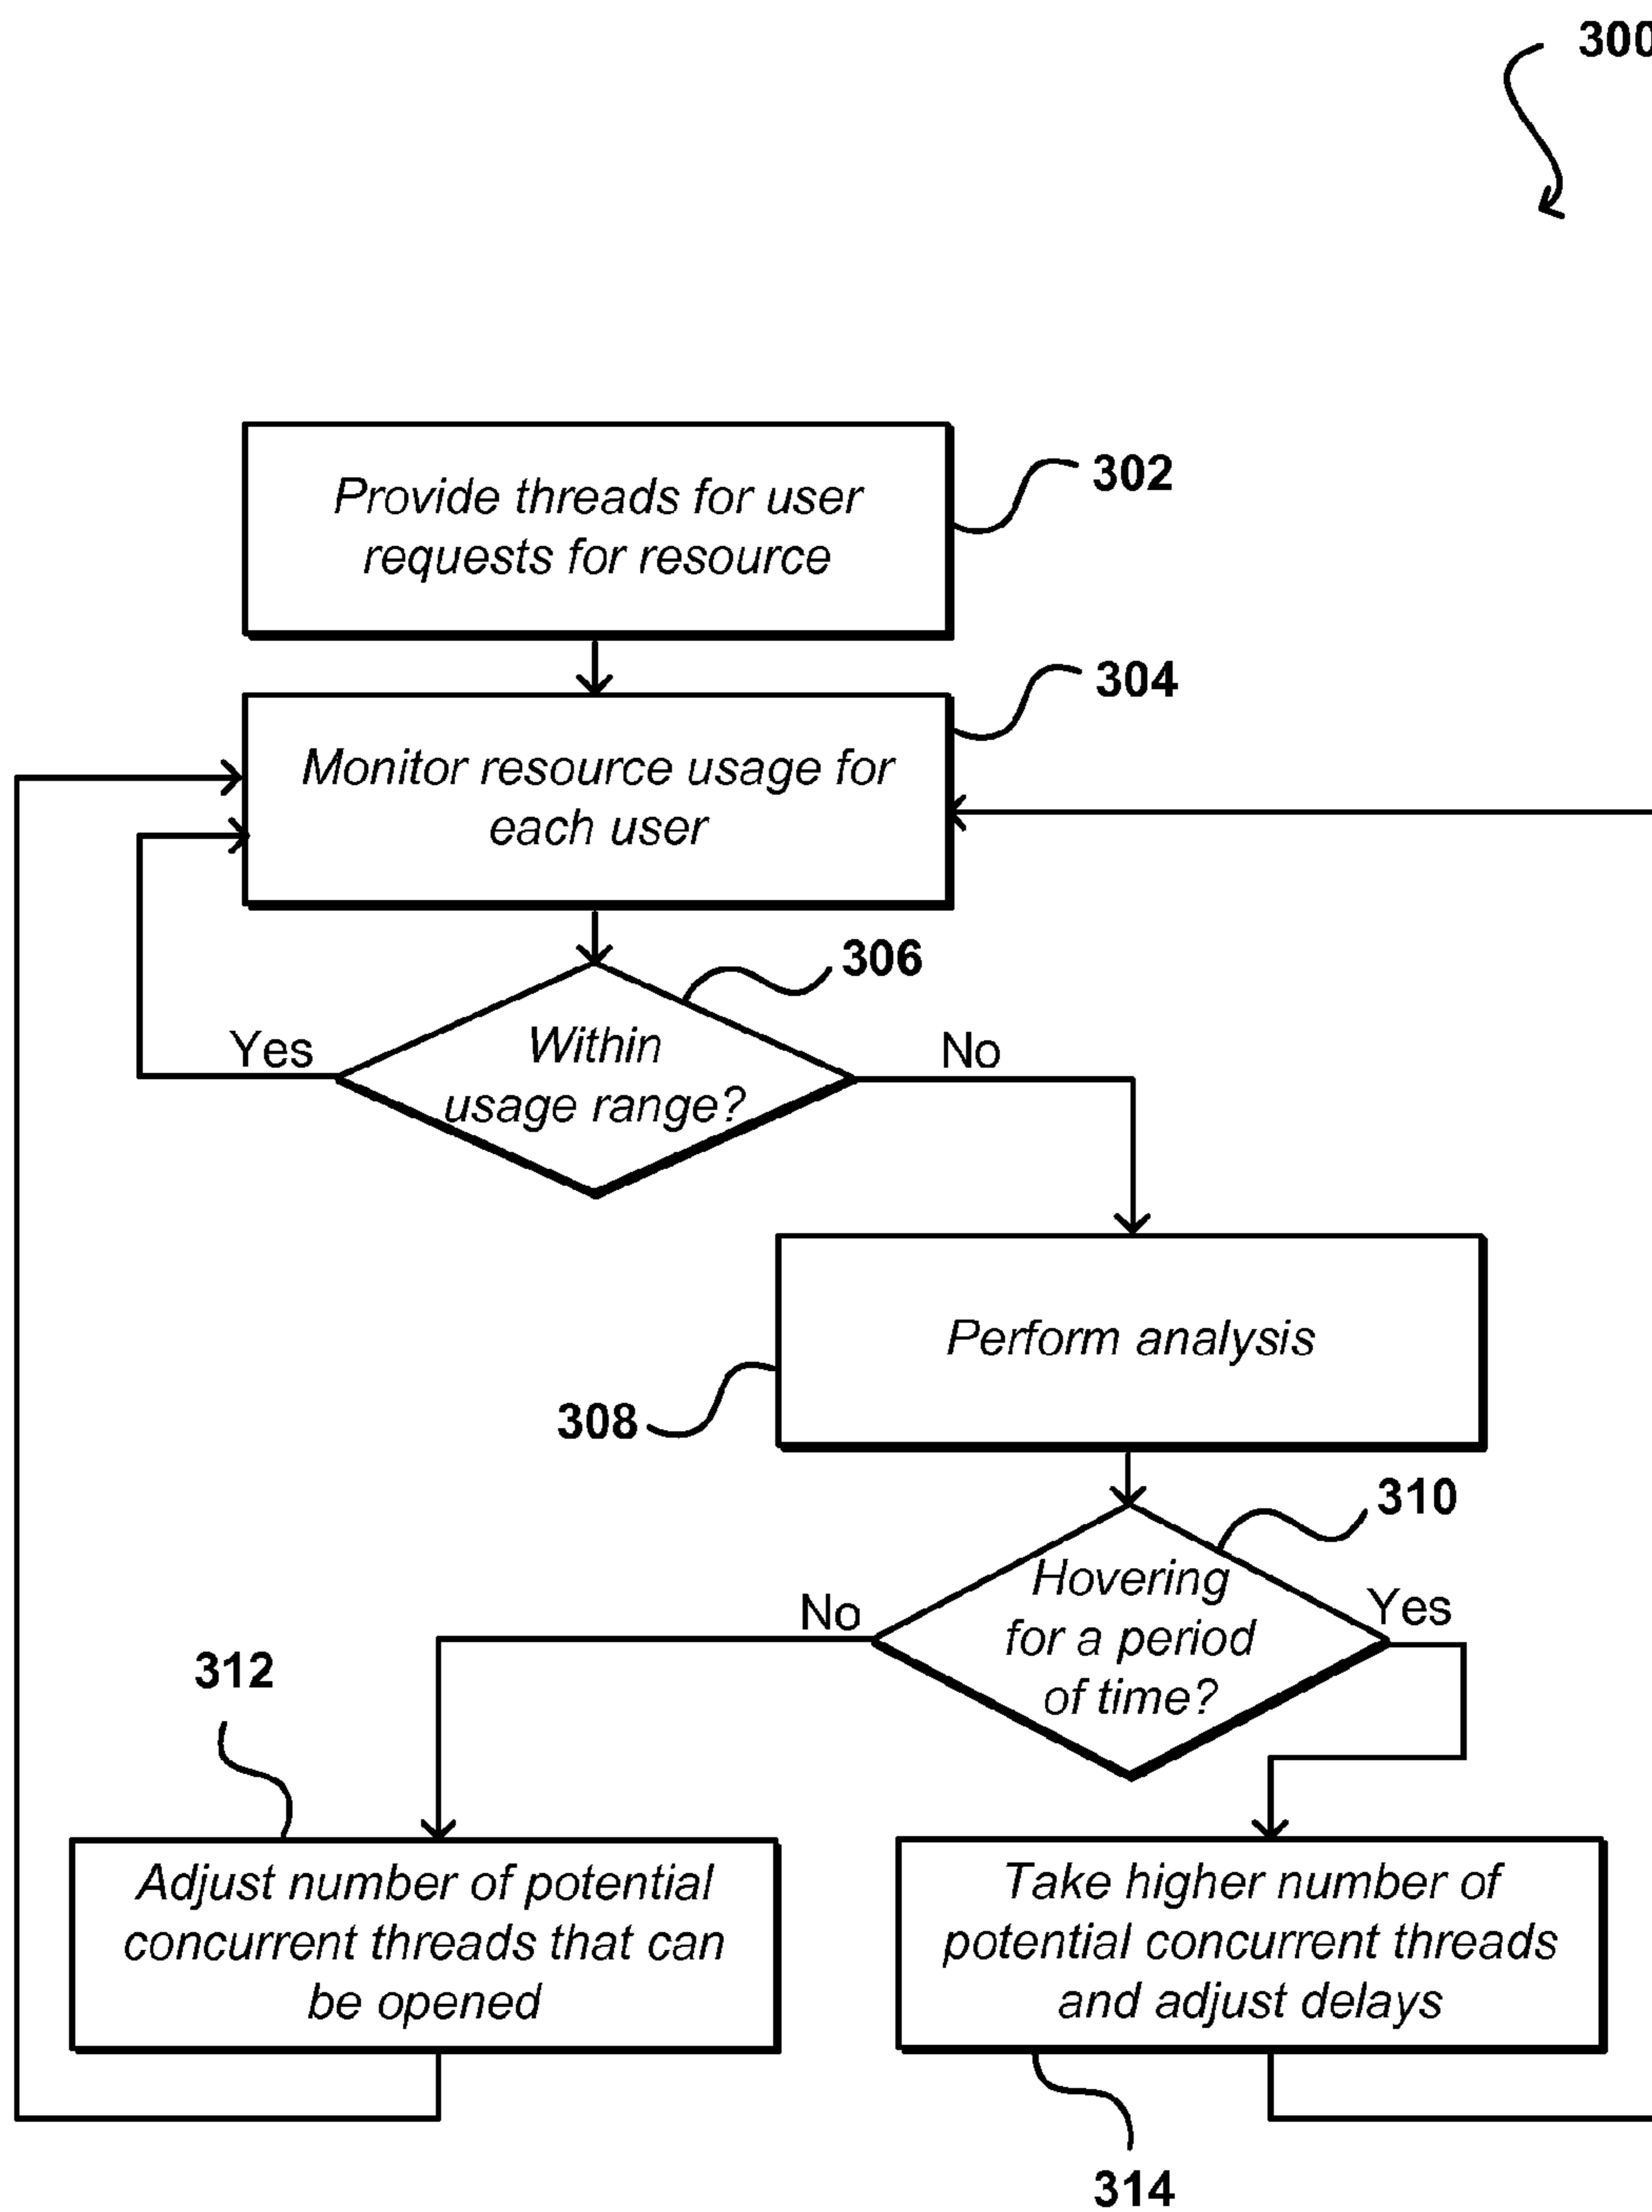 300
Provide threads for user
requests for resource
302
304
Monitor resource usage for
each user
306
Yes
Within
usage range?
No
Perform analysis
308
310
Hovering
for a period
of time?
No
Yes
312
Adjust number of potential
concurrent threads that can
be opened
Take higher number of
potential concurrent threads
and adjust delays
314